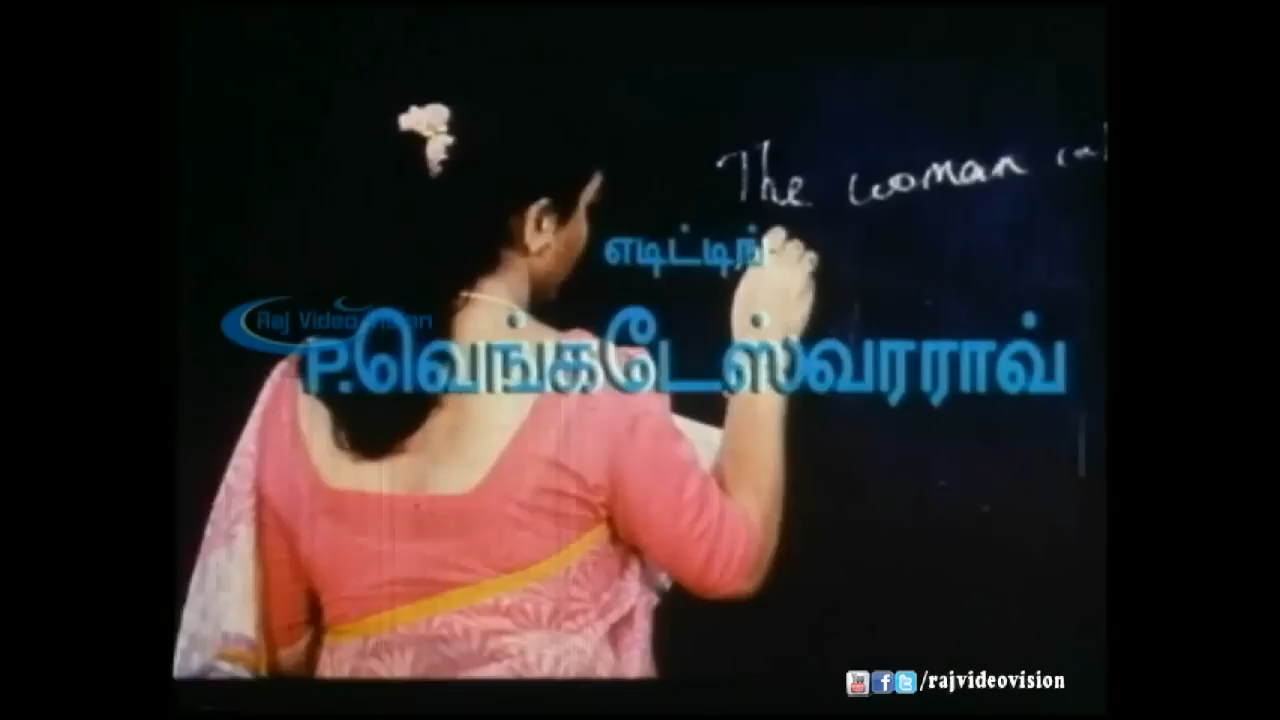 The woman
எடிட்டிங்
Raj Video Vision
P.வெங்கடேஸ்வரராவ்
/rajvideovision